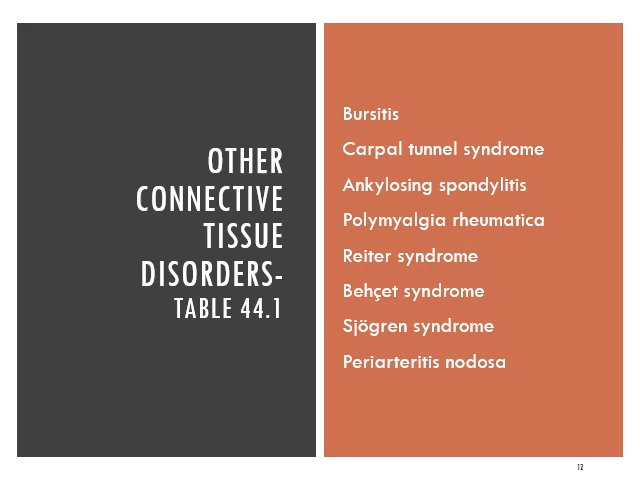 OTHER
CONNECTIVE
TISSUE
DISORDERS-
TABLE 44.1
Bursitis
Carpal tunnel syndrome
Ankylosing spondylitis
Polymyalgia rheumatica
Reiter syndrome
Behçet syndrome
Sjögren syndrome
Periarteritis nodosa
12